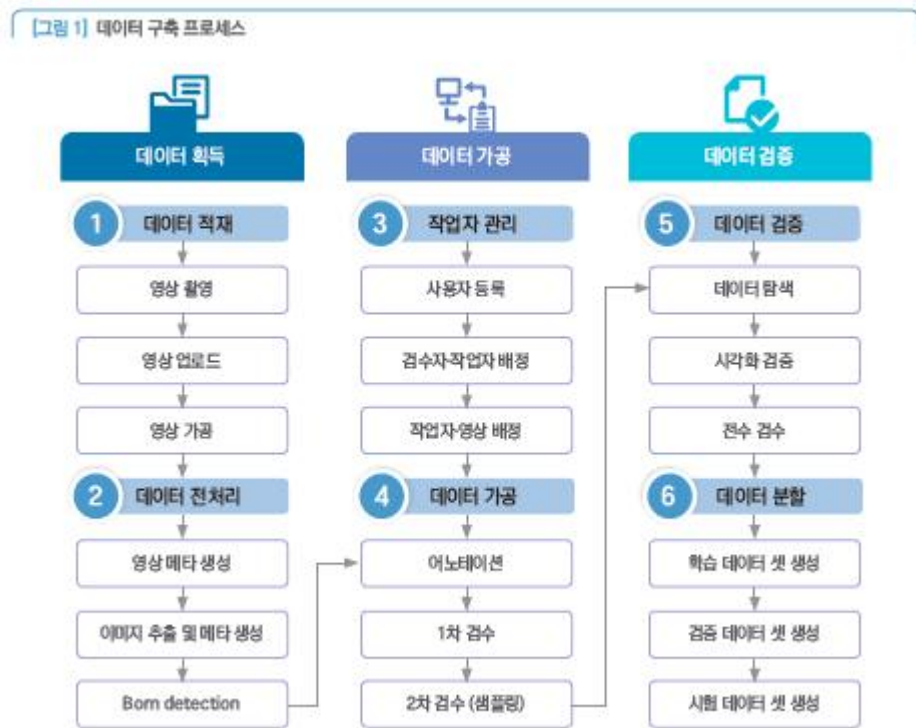 [그림 1] 데이터 구축 프로세스
데이터 획득
1 데이터 적재
영상 촬영
영상 업로드
영상 가공
2 데이터 전처리
영상 메타 생성
이미지 추출 및 메타 생성
Born detection
데이터 가공
3 작업자 관리
사용자 등록
검수자·작업자 배정
작업자·영상 배정
4 데이터 가공
어노테이션
1차 검수
2차 검수 (샘플링)
데이터 검증
5 데이터 검증
데이터 탐색
시각화 검증
전수 검수
6 데이터 분할
학습 데이터 셋 생성
검증 데이터 셋 생성
시험 데이터 셋 생성